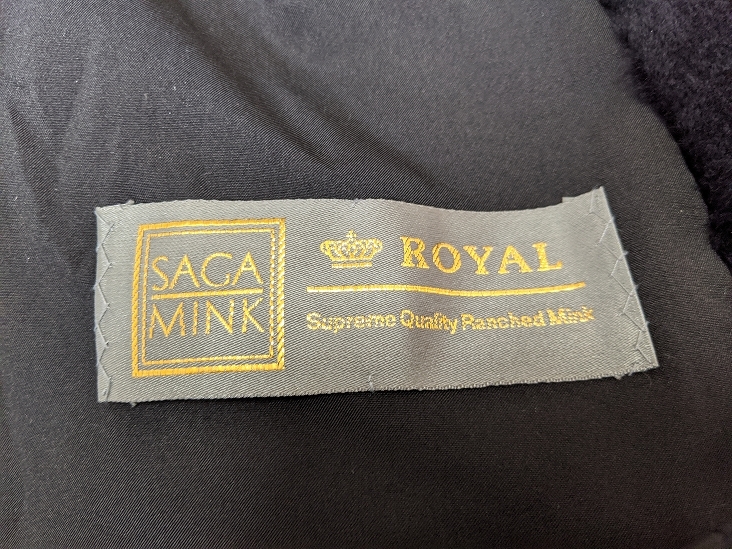 SAGA
MINK
ROYAL
Supreme Quality Ranched Mink